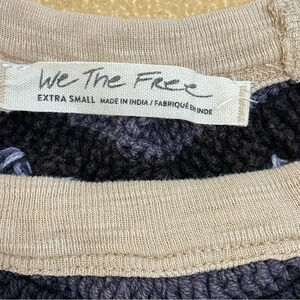 We The Free
EXTRA SMALL MADE IN INDIA / FABRIQUÉ EN INDE